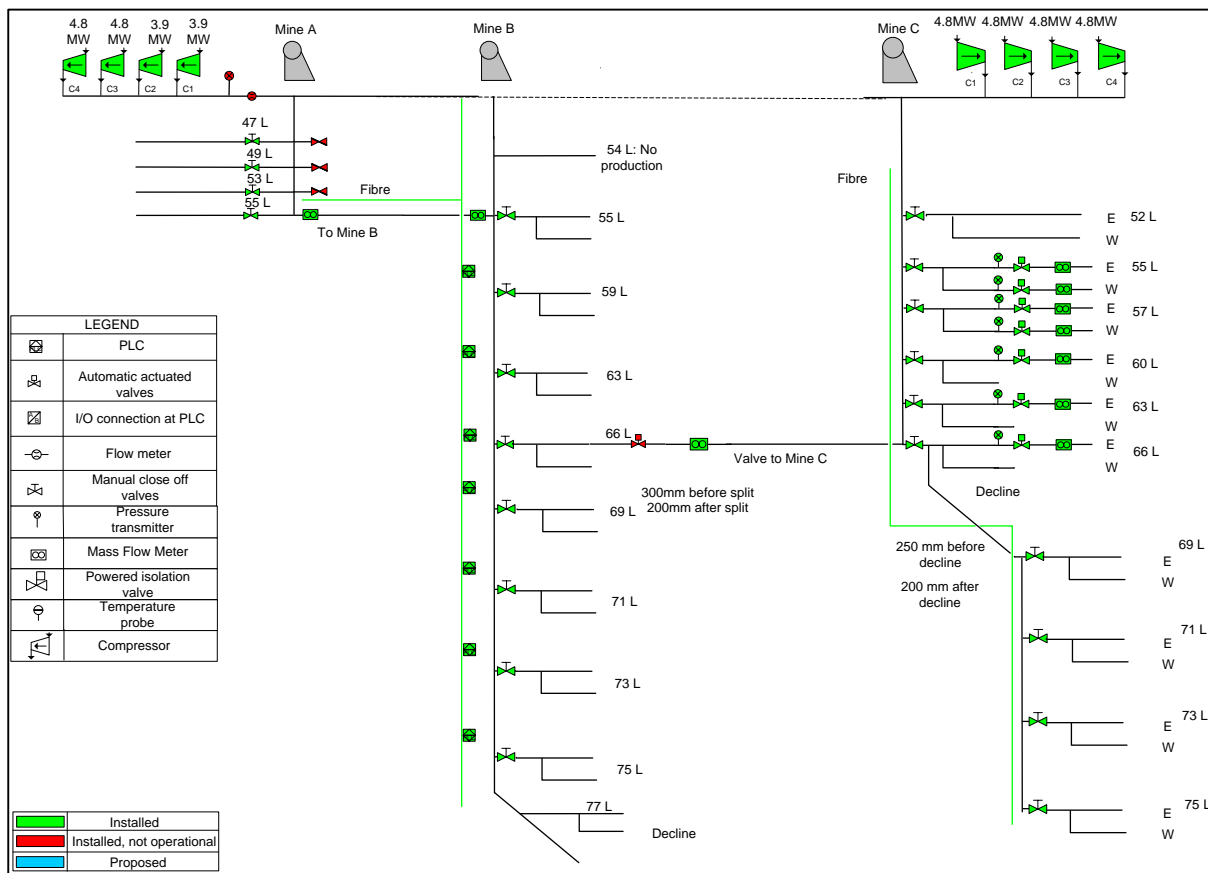 4.8
MW
4.8
MW
3.9
MW
3.9
MW
C4
C3
C2
C1
Mine A
Mine B
Mine C
4.8MW
4.8MW
4.8MW
4.8MW
C1
C2
C3
C4
47 L
49 L
53 L
55 L
Fibre
To Mine B
54 L: No
production
55 L
59 L
63 L
66 L
Valve to Mine C
300mm before split
200mm after split
69 L
71 L
73 L
75 L
77 L
Decline
Fibre
E
52 L
W
E
55 L
W
E
57 L
W
E
60 L
W
E
63 L
W
E
66 L
W
Decline
250 mm before
decline
200 mm after
decline
69 L
E
W
71 L
E
W
73 L
E
W
75 L
E
W
LEGEND
PLC
Automatic actuated
valves
I/O connection at PLC
Flow meter
Manual close off
valves
Pressure
transmitter
Mass Flow Meter
Powered isolation
valve
Temperature
probe
Compressor
Installed
Installed, not operational
Proposed